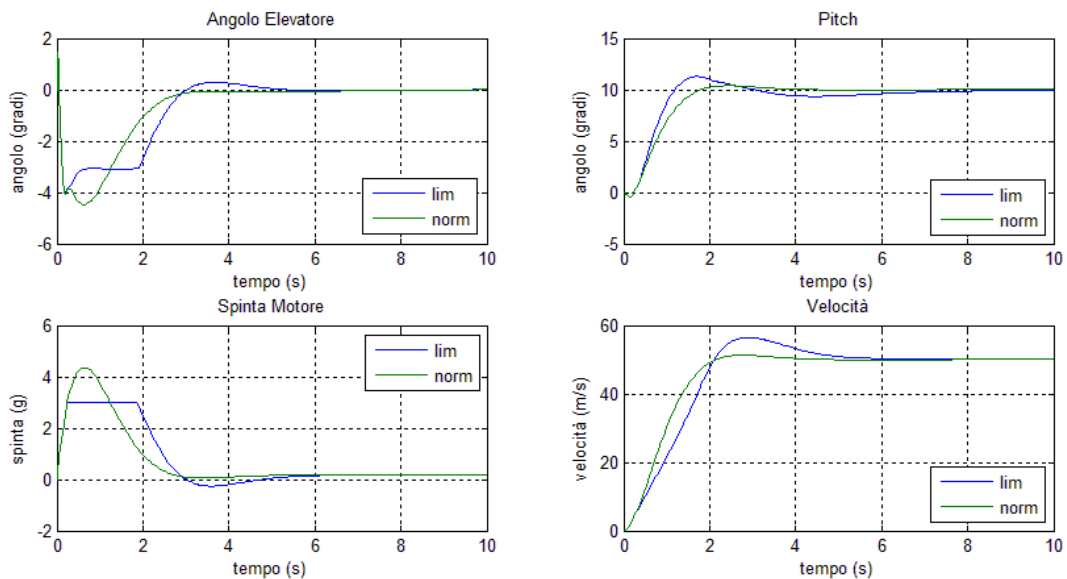 Angolo Elevatore
2
0
-2
-4
-6
angolo (gradi)
0
2
4
6
8
10
tempo (s)
lim
norm
Pitch
15
10
5
0
-5
angolo (gradi)
0
2
4
6
8
10
tempo (s)
lim
norm
Spinta Motore
6
4
2
0
-2
spinta (g)
0
2
4
6
8
10
tempo (s)
lim
norm
Velocità
60
40
20
0
velocità (m/s)
0
2
4
6
8
10
tempo (s)
lim
norm